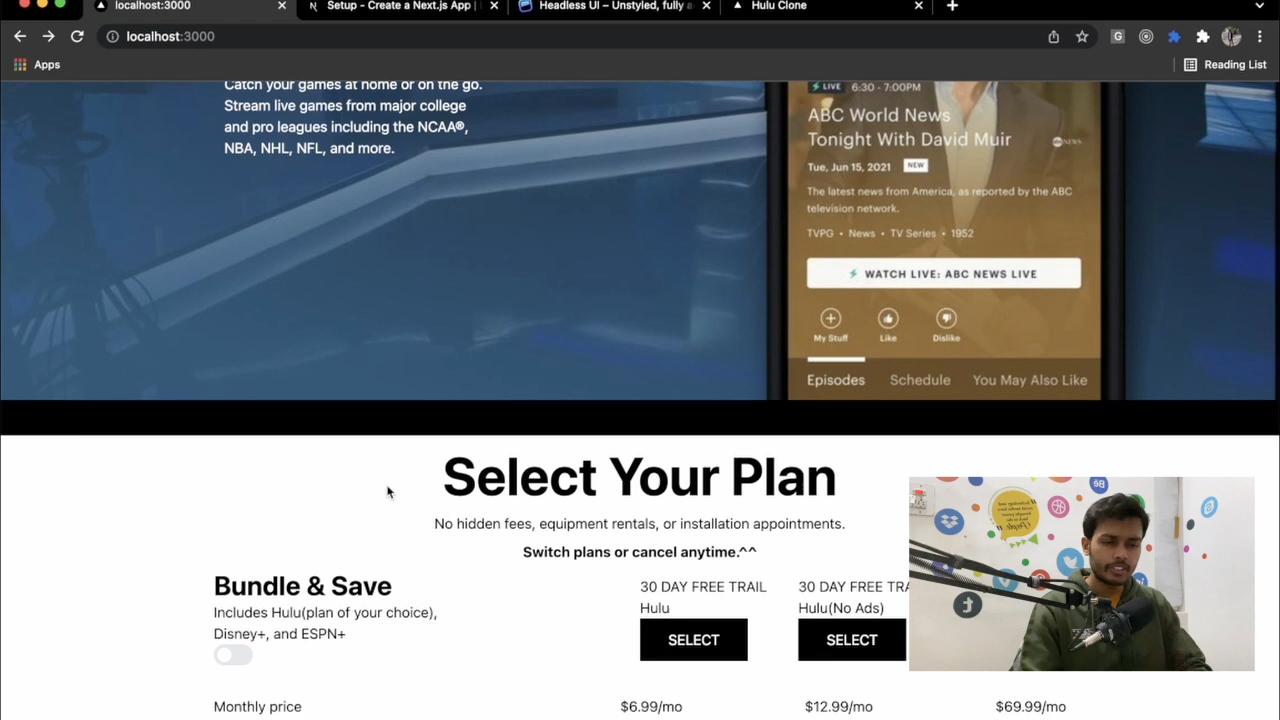 localhost:3000
Setup - Create a Next.js App |
Headless UI – Unstyled, fully a
Hulu Clone
localhost:3000
G
Apps
Reading List
Catch your games at home or on the go.
Stream live games from major college
and pro leagues including the NCAA®,
NBA, NHL, NFL, and more.
LIVE 6:30 - 7:00PM
ABC World News
Tonight With David Muir
abc NEWS
Tue, Jun 15, 2021 NEW
The latest news from America, as reported by the ABC
television network.
TVPG • News • TV Series • 1952
WATCH LIVE: ABC NEWS LIVE
My Stuff Like Dislike
Episodes Schedule You May Also Like
Select Your Plan
No hidden fees, equipment rentals, or installation appointments.
Switch plans or cancel anytime.^^
Bundle & Save
Includes Hulu(plan of your choice),
Disney+, and ESPN+
30 DAY FREE TRAIL
Hulu
SELECT
30 DAY FREE TRA
Hulu(No Ads)
SELECT
Monthly price $6.99/mo $12.99/mo $69.99/mo